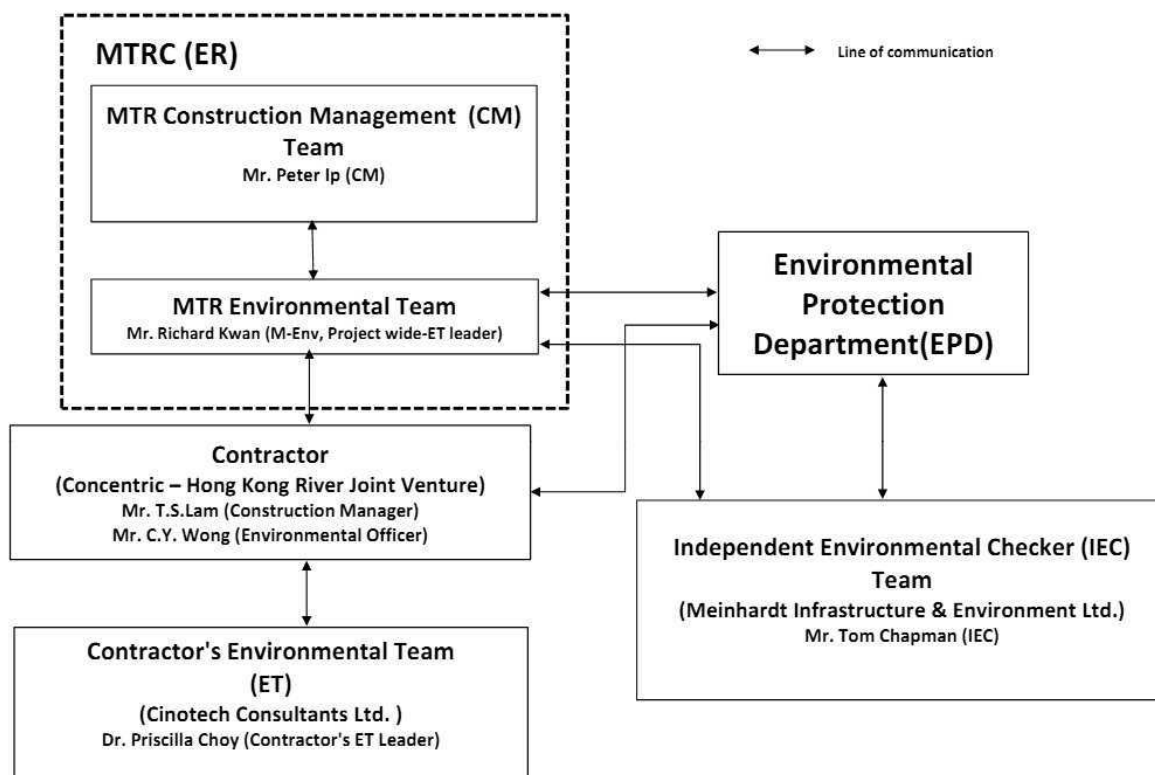 MTRC (ER)
Line of communication
MTR Construction Management (CM)
Team
Mr. Peter Ip (CM)
MTR Environmental Team
Mr. Richard Kwan (M-Env, Project wide-ET leader)
Environmental
Protection
Department(EPD)
Contractor
(Concentric – Hong Kong River Joint Venture)
Mr. T.S.Lam (Construction Manager)
Mr. C.Y. Wong (Environmental Officer)
Independent Environmental Checker (IEC)
Team
(Meinhardt Infrastructure & Environment Ltd.)
Mr. Tom Chapman (IEC)
Contractor's Environmental Team
(ET)
(Cinotech Consultants Ltd. )
Dr. Priscilla Choy (Contractor's ET Leader)